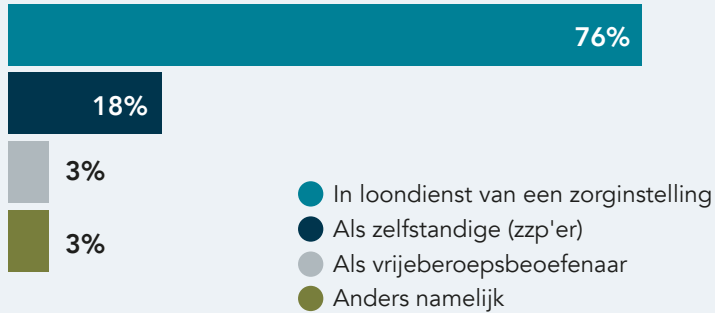 76%
18%
3%
3%
In loondienst van een zorginstelling
Als zelfstandige (zzp'er)
Als vrijeberoepsbeoefenaar
Anders namelijk